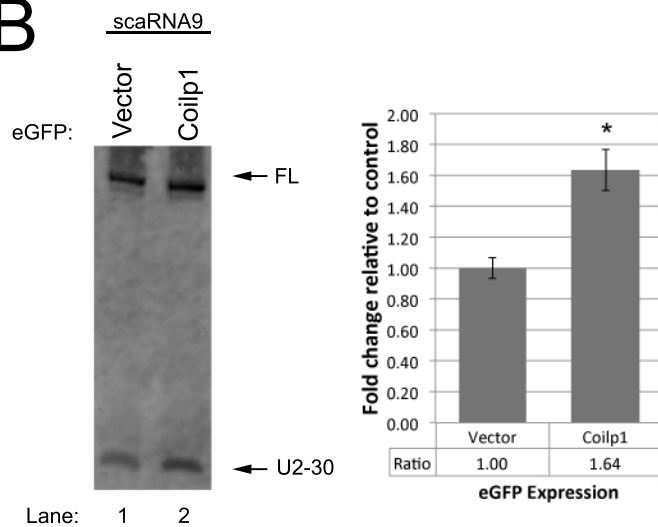 B
scaRNA9
eGFP:
Vector
Coilp1
FL
U2-30
Lane: 1 2
Fold change relative to control
2.00
1.80
1.60
1.40
1.20
1.00
0.80
0.60
0.40
0.20
0.00
*
Vector Coilp1
Ratio 1.00 1.64
eGFP Expression